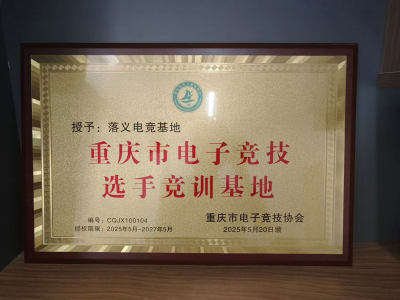 授予：落义电竞基地
重庆市电子竞技
选手竞训基地
编号：CQJX100104
授权期限：2025年5月-2027年5月
重庆市电子竞技协会
2025年5月20日颁